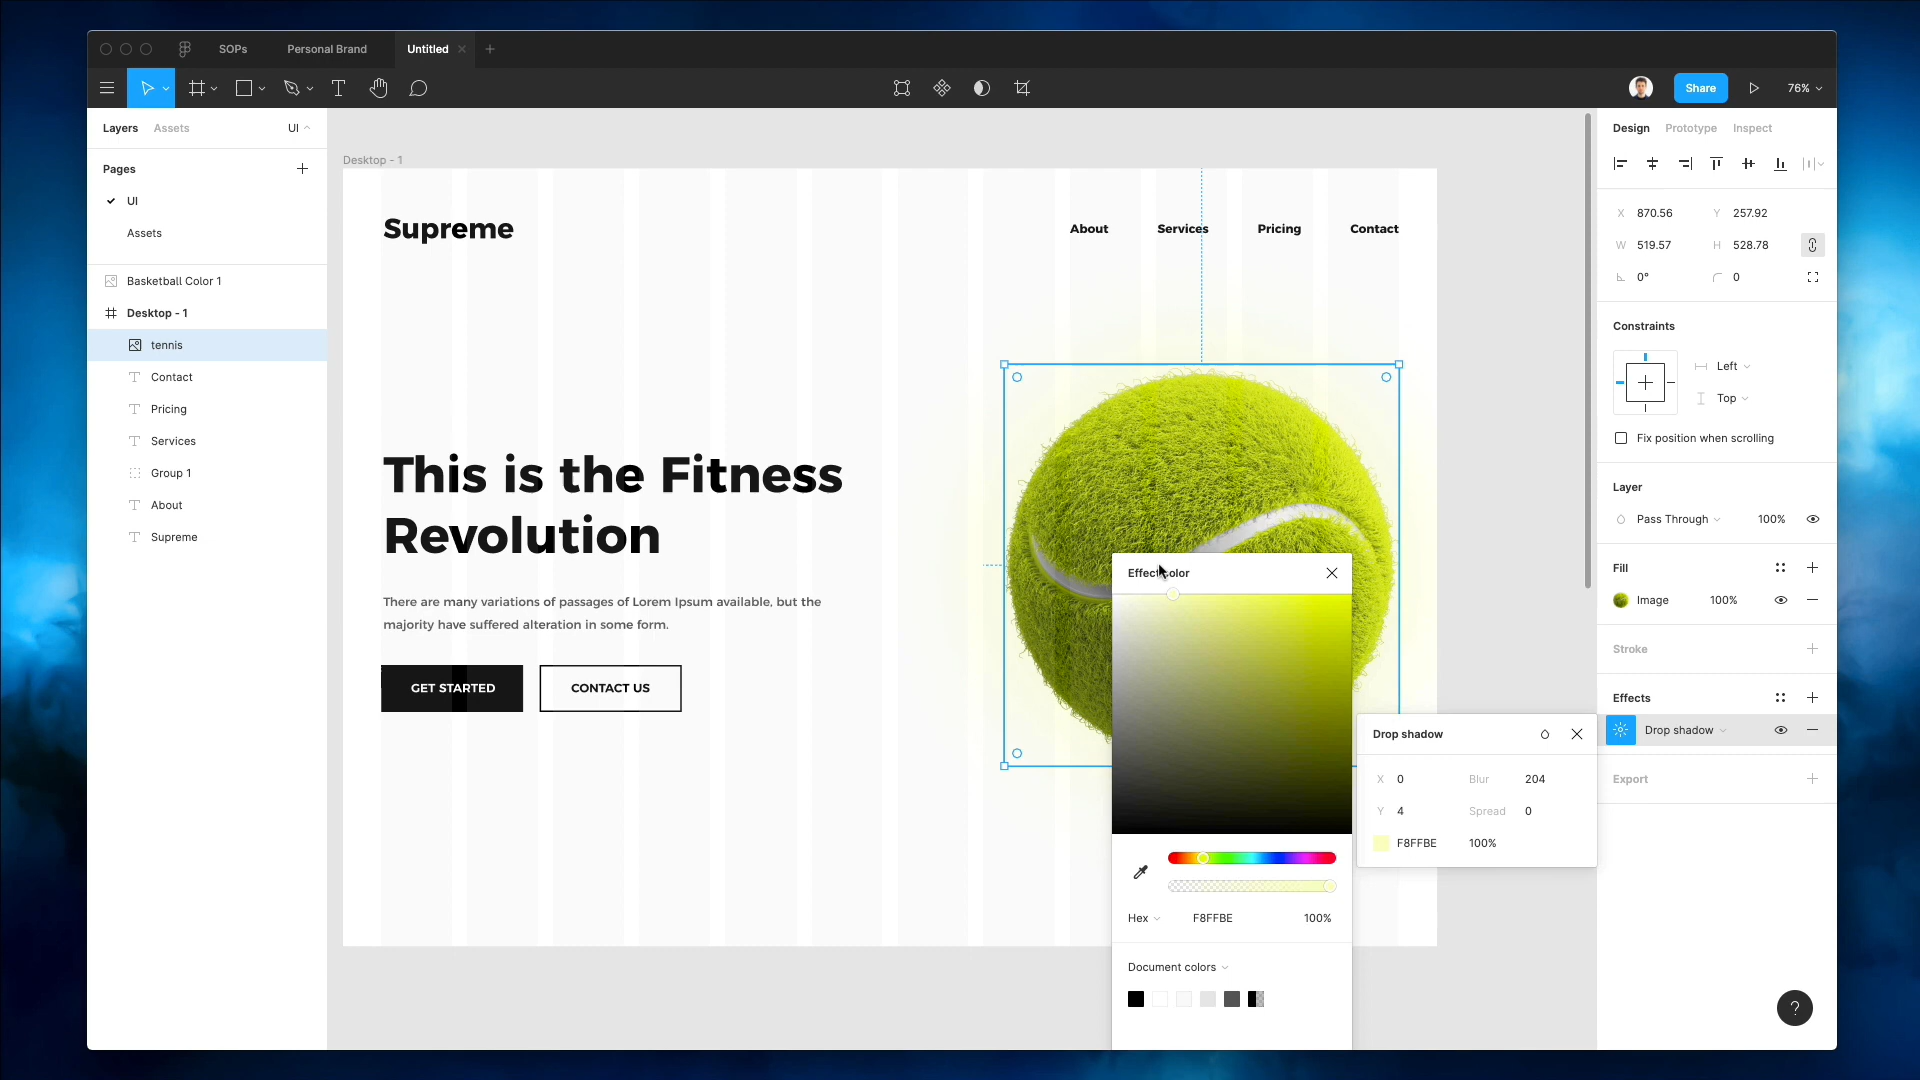 SOPs
Personal Brand
Untitled
Share
76%
Layers
Assets
UI
Pages
UI
Assets
Basketball Color 1
Desktop - 1
tennis
Contact
Pricing
Services
Group 1
About
Supreme
Desktop - 1
Supreme
About
Services
Pricing
Contact
This is the Fitness
Revolution
There are many variations of passages of Lorem Ipsum available, but the
majority have suffered alteration in some form.
GET STARTED
CONTACT US
Effect color
Hex
F8FFBE
100%
Document colors
Drop shadow
X 0
Blur 204
Y 4
Spread 0
F8FFBE 100%
Design
Prototype
Inspect
X 870.56
Y 257.92
W 519.57
H 528.78
0°
0
Constraints
Left
Top
Fix position when scrolling
Layer
Pass Through
100%
Fill
Image
100%
Stroke
Effects
Drop shadow
Export
?